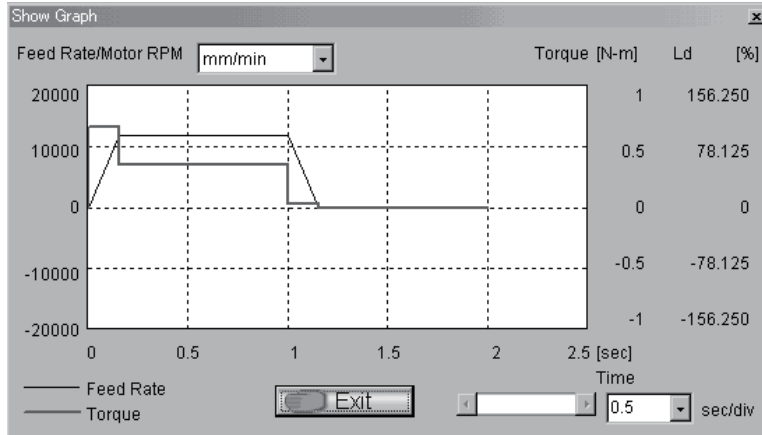 Show Graph
Feed Rate/Motor RPM mm/min Torque [N-m] Ld [%]
20000 1 156.250
10000 0.5 78.125
0 0 0
-10000 -0.5 -78.125
-20000 -1 -156.250
0 0.5 1 1.5 2 2.5 [sec]
Feed Rate Exit Time
Torque 0.5 sec/div